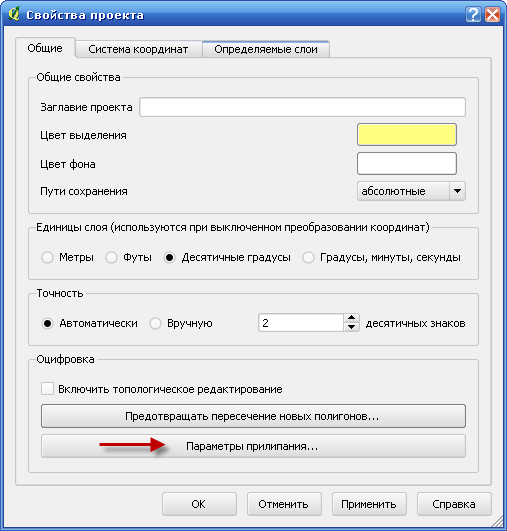 Свойства проекта
Общие Система координат Определяемые слои
Общие свойства
Заглавие проекта
Цвет выделения
Цвет фона
Пути сохранения абсолютные
Единицы слоя (используются при выключенном преобразовании координат)
Метры Футы Десятичные градусы Градусы, минуты, секунды
Точность
Автоматически Вручную 2 десятичных знаков
Оцифровка
Включить топологическое редактирование
Предотвращать пересечение новых полигонов...
Параметры прилипания...
OK Отменить Применить Справка